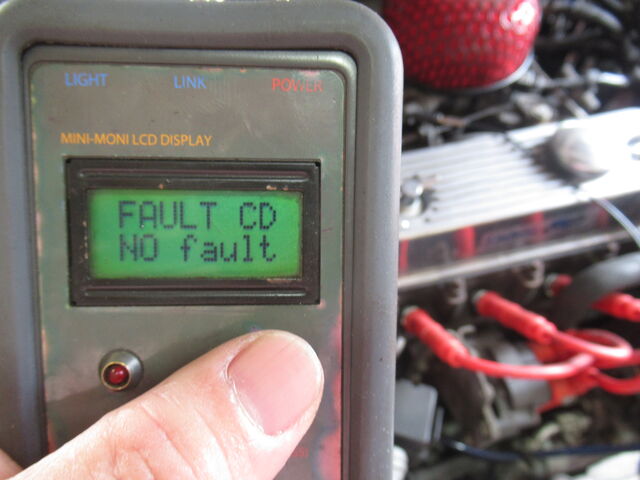 LIGHT LINK POWER
MINI-MONI LCD DISPLAY
FAULT CD
NO fault